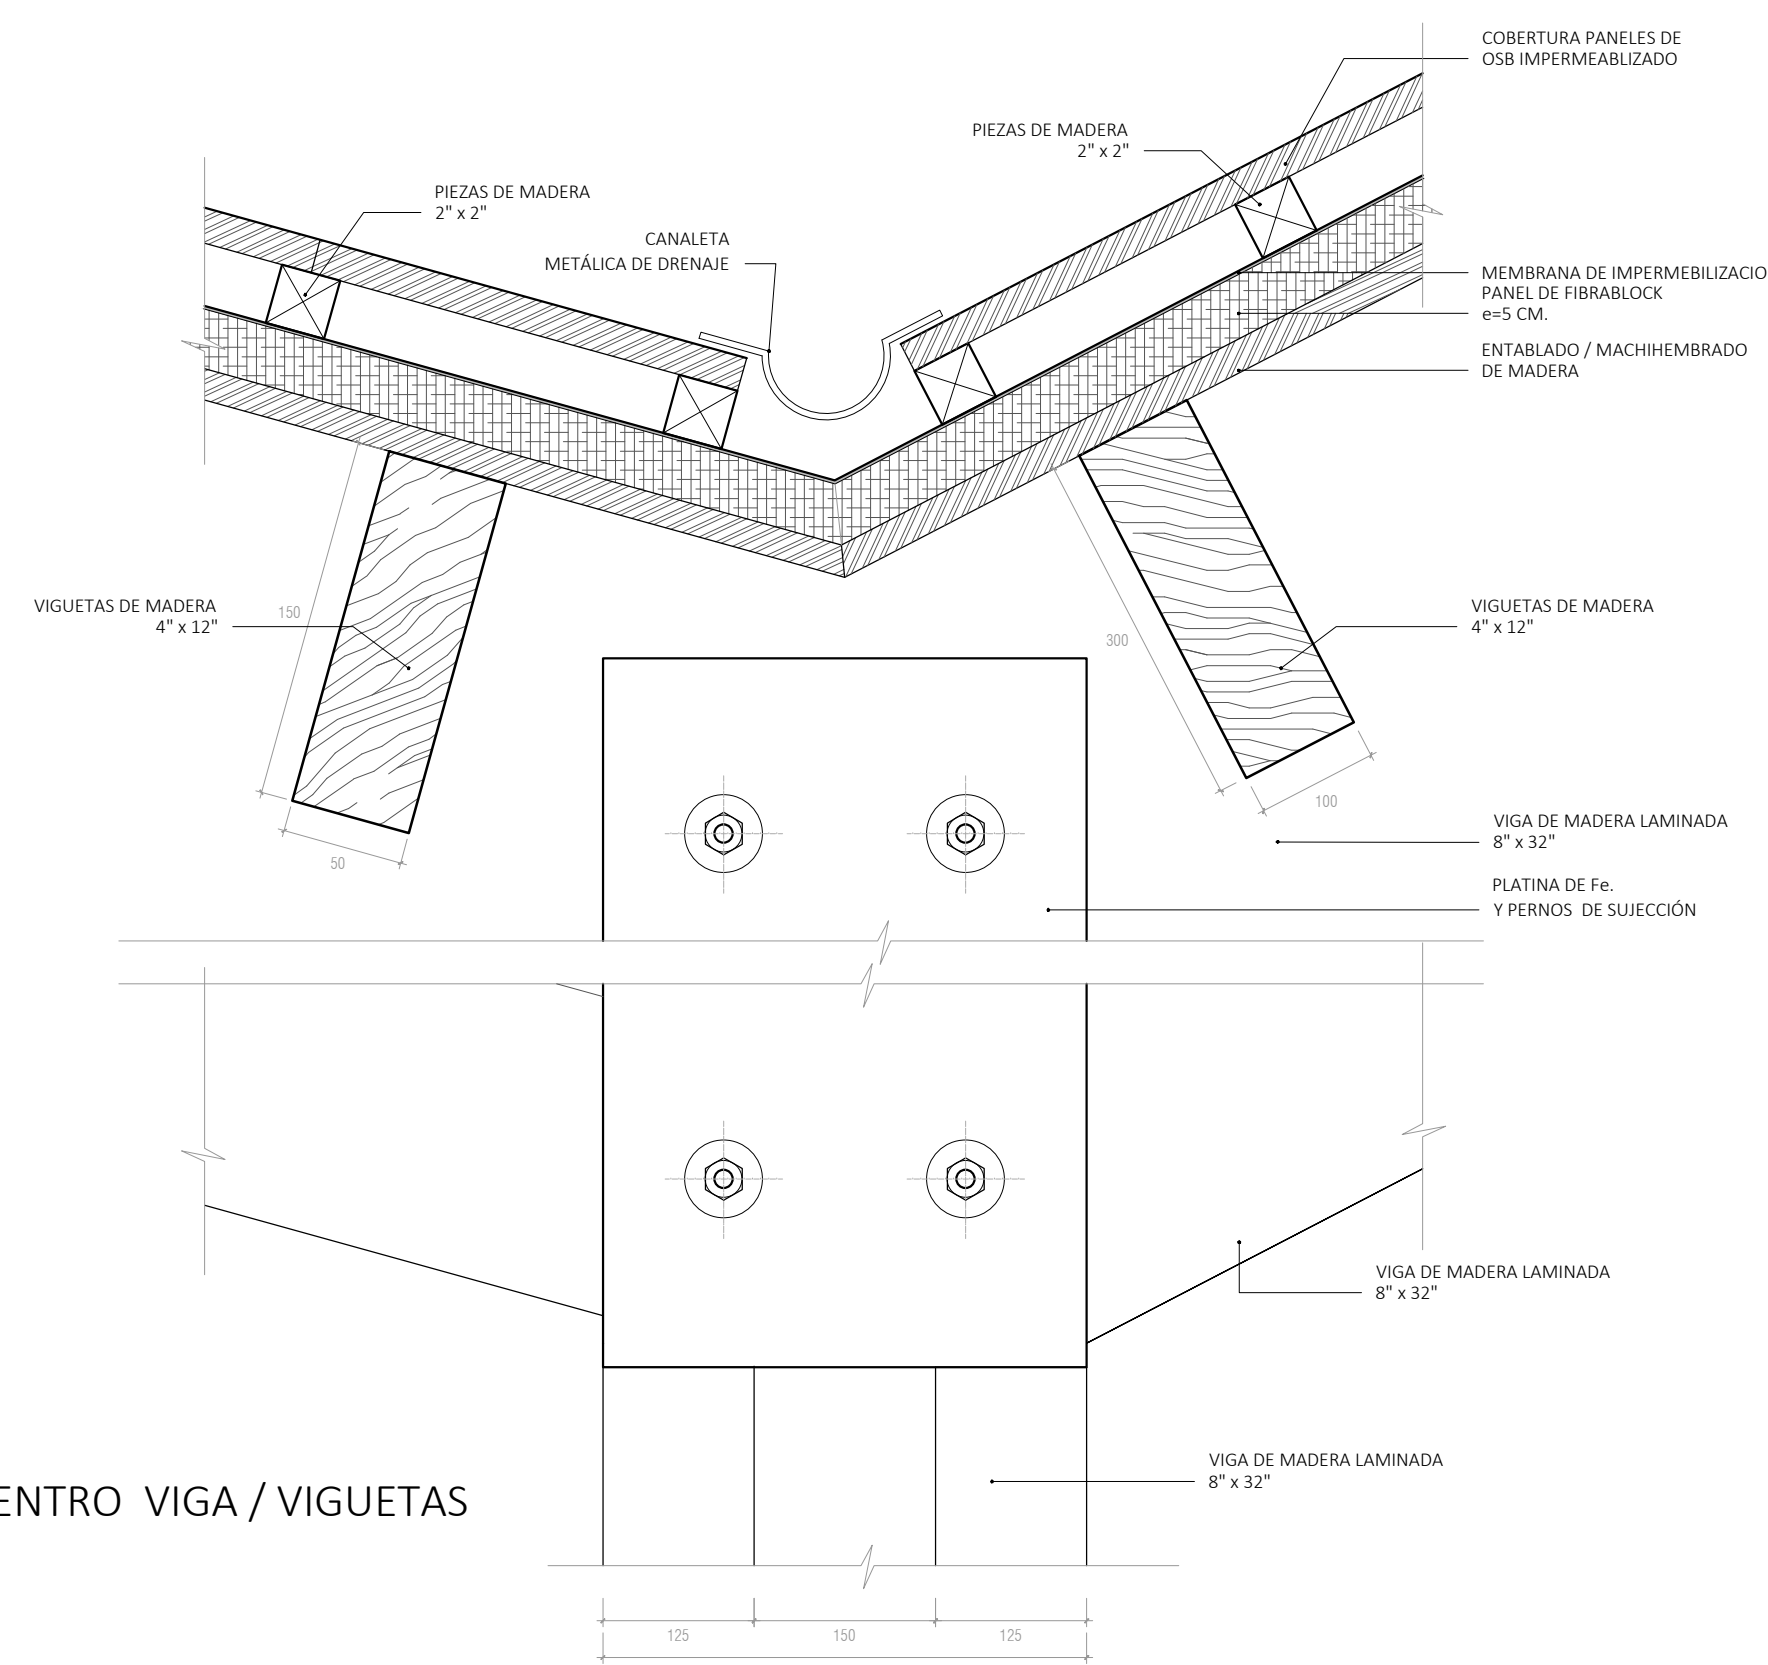 COBERTURA PANELES DE
OSB IMPERMEABLIZADO
PIEZAS DE MADERA
2" x 2"
PIEZAS DE MADERA
2" x 2"
CANALETA
METÁLICA DE DRENAJE
MEMBRANA DE IMPERMEBILIZACIO
PANEL DE FIBRABLOCK
e=5 CM.
ENTABLADO / MACHIHEMBRADO
DE MADERA
VIGUETAS DE MADERA
4" x 12"
150
300
VIGUETAS DE MADERA
4" x 12"
50
100
VIGA DE MADERA LAMINADA
8" x 32"
PLATINA DE Fe.
Y PERNOS DE SUJECCIÓN
VIGA DE MADERA LAMINADA
8" x 32"
VIGA DE MADERA LAMINADA
8" x 32"
ENTRO VIGA / VIGUETAS
125
150
125